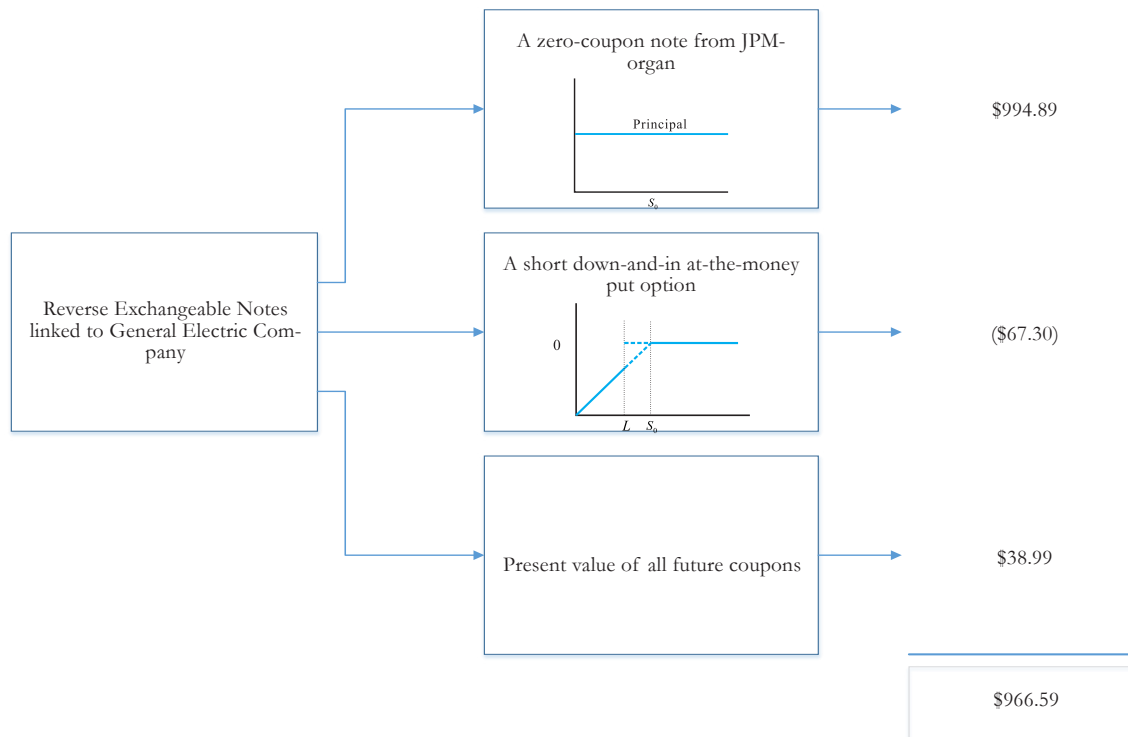 A zero-coupon note from JPM-
organ
Principal
S₀
$994.89
Reverse Exchangeable Notes
linked to General Electric Com-
pany
A short down-and-in at-the-money
put option
0
L S₀
($67.30)
Present value of all future coupons
$38.99
$966.59